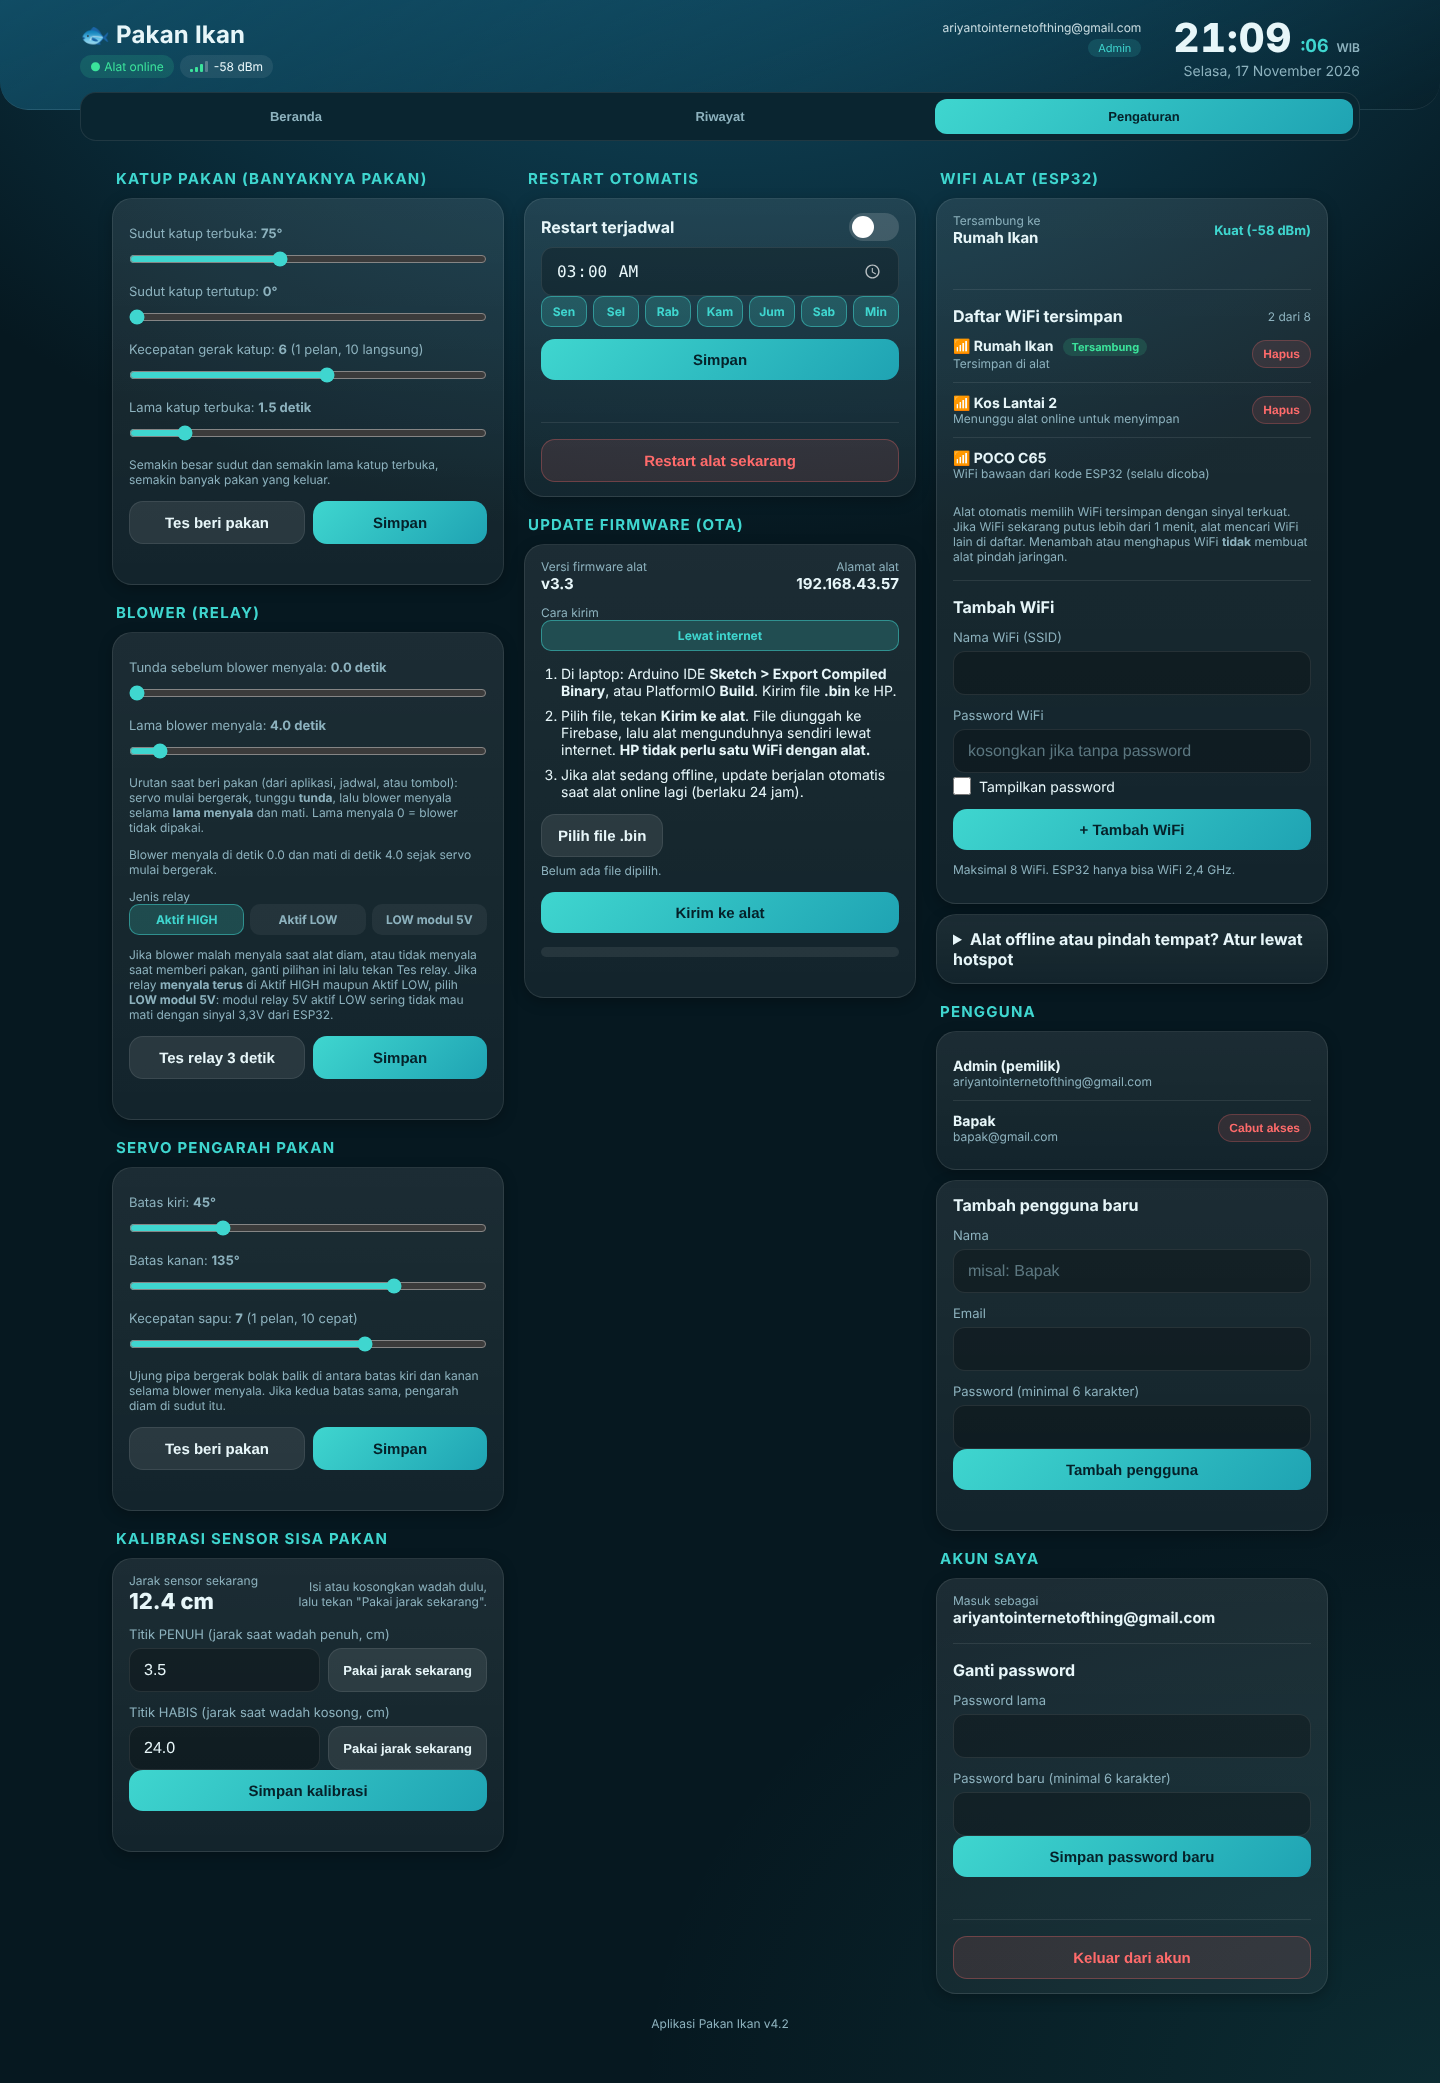 Pakan Ikan
Alat online
-58 dBm
ariyantointernetofthing@gmail.com
Admin
21:09 :06 WIB
Selasa, 17 November 2026
Beranda
Riwayat
Pengaturan
KATUP PAKAN (BANYAKNYA PAKAN)
Sudut katup terbuka: 75°
Sudut katup tertutup: 0°
Kecepatan gerak katup: 6 (1 pelan, 10 langsung)
Lama katup terbuka: 1.5 detik
Semakin besar sudut dan semakin lama katup terbuka,
semakin banyak pakan yang keluar.
Tes beri pakan
Simpan
BLOWER (RELAY)
Tunda sebelum blower menyala: 0.0 detik
Lama blower menyala: 4.0 detik
Urutan saat beri pakan (dari aplikasi, jadwal, atau tombol):
servo mulai bergerak, tunggu tunda, lalu blower menyala
selama lama menyala dan mati. Lama menyala 0 = blower
tidak dipakai.
Blower menyala di detik 0.0 dan mati di detik 4.0 sejak servo
mulai bergerak.
Jenis relay
Aktif HIGH
Aktif LOW
LOW modul 5V
Jika blower malah menyala saat alat diam, atau tidak menyala
saat memberi pakan, ganti pilihan ini lalu tekan Tes relay. Jika
relay menyala terus di Aktif HIGH maupun Aktif LOW, pilih
LOW modul 5V: modul relay 5V aktif LOW sering tidak mau
mati dengan sinyal 3,3V dari ESP32.
Tes relay 3 detik
Simpan
SERVO PENGARAH PAKAN
Batas kiri: 45°
Batas kanan: 135°
Kecepatan sapu: 7 (1 pelan, 10 cepat)
Ujung pipa bergerak bolak balik di antara batas kiri dan kanan
selama blower menyala. Jika kedua batas sama, pengarah
diam di sudut itu.
Tes beri pakan
Simpan
KALIBRASI SENSOR SISA PAKAN
Jarak sensor sekarang
12.4 cm
Isi atau kosongkan wadah dulu,
lalu tekan "Pakai jarak sekarang".
Titik PENUH (jarak saat wadah penuh, cm)
3.5
Pakai jarak sekarang
Titik HABIS (jarak saat wadah kosong, cm)
24.0
Pakai jarak sekarang
Simpan kalibrasi
RESTART OTOMATIS
Restart terjadwal
03:00 AM
Sen
Sel
Rab
Kam
Jum
Sab
Min
Simpan
Restart alat sekarang
UPDATE FIRMWARE (OTA)
Versi firmware alat
v3.3
Alamat alat
192.168.43.57
Cara kirim
Lewat internet
1. Di laptop: Arduino IDE Sketch > Export Compiled
Binary, atau PlatformIO Build. Kirim file .bin ke HP.
2. Pilih file, tekan Kirim ke alat. File diunggah ke
Firebase, lalu alat mengunduhnya sendiri lewat
internet. HP tidak perlu satu WiFi dengan alat.
3. Jika alat sedang offline, update berjalan otomatis
saat alat online lagi (berlaku 24 jam).
Pilih file .bin
Belum ada file dipilih.
Kirim ke alat
WIFI ALAT (ESP32)
Tersambung ke
Rumah Ikan
Kuat (-58 dBm)
Daftar WiFi tersimpan
2 dari 8
Rumah Ikan
Tersambung
Tersimpan di alat
Hapus
Kos Lantai 2
Menunggu alat online untuk menyimpan
Hapus
POCO C65
WiFi bawaan dari kode ESP32 (selalu dicoba)
Alat otomatis memilih WiFi tersimpan dengan sinyal terkuat.
Jika WiFi sekarang putus lebih dari 1 menit, alat mencari WiFi
lain di daftar. Menambah atau menghapus WiFi tidak membuat
alat pindah jaringan.
Tambah WiFi
Nama WiFi (SSID)
Password WiFi
kosongkan jika tanpa password
Tampilkan password
+ Tambah WiFi
Maksimal 8 WiFi. ESP32 hanya bisa WiFi 2,4 GHz.
Alat offline atau pindah tempat? Atur lewat
hotspot
PENGGUNA
Admin (pemilik)
ariyantointernetofthing@gmail.com
Bapak
bapak@gmail.com
Cabut akses
Tambah pengguna baru
Nama
misal: Bapak
Email
Password (minimal 6 karakter)
Tambah pengguna
AKUN SAYA
Masuk sebagai
ariyantointernetofthing@gmail.com
Ganti password
Password lama
Password baru (minimal 6 karakter)
Simpan password baru
Keluar dari akun
Aplikasi Pakan Ikan v4.2